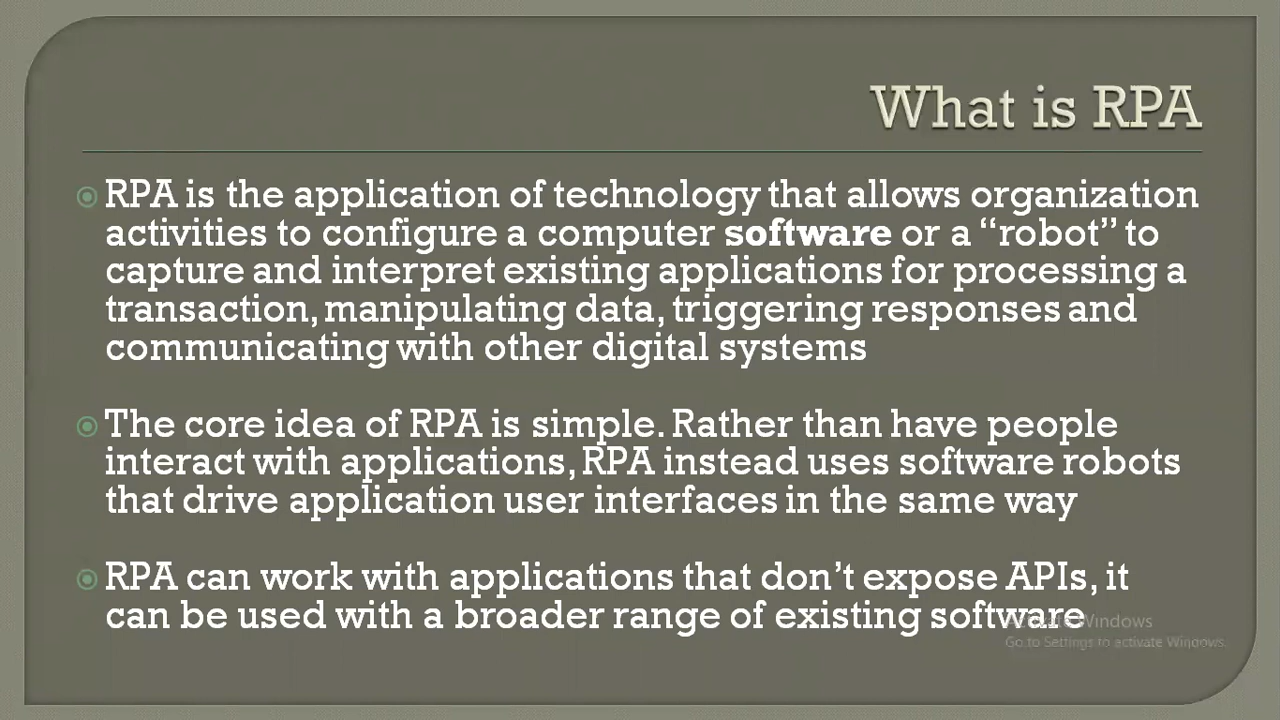 What is RPA
RPA is the application of technology that allows organization
activities to configure a computer software or a “robot” to
capture and interpret existing applications for processing a
transaction, manipulating data, triggering responses and
communicating with other digital systems
The core idea of RPA is simple. Rather than have people
interact with applications, RPA instead uses software robots
that drive application user interfaces in the same way
RPA can work with applications that don’t expose APIs, it
can be used with a broader range of existing software
Activate Windows
Go to Settings to activate Windows.